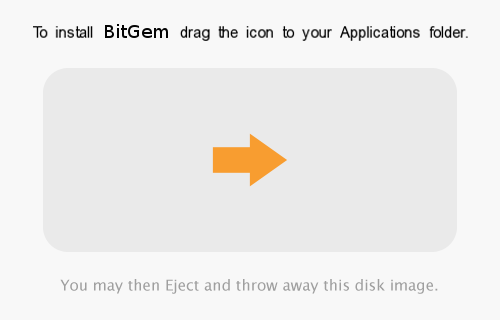 To install BitGem drag the icon to your Applications folder.
You may then Eject and throw away this disk image.